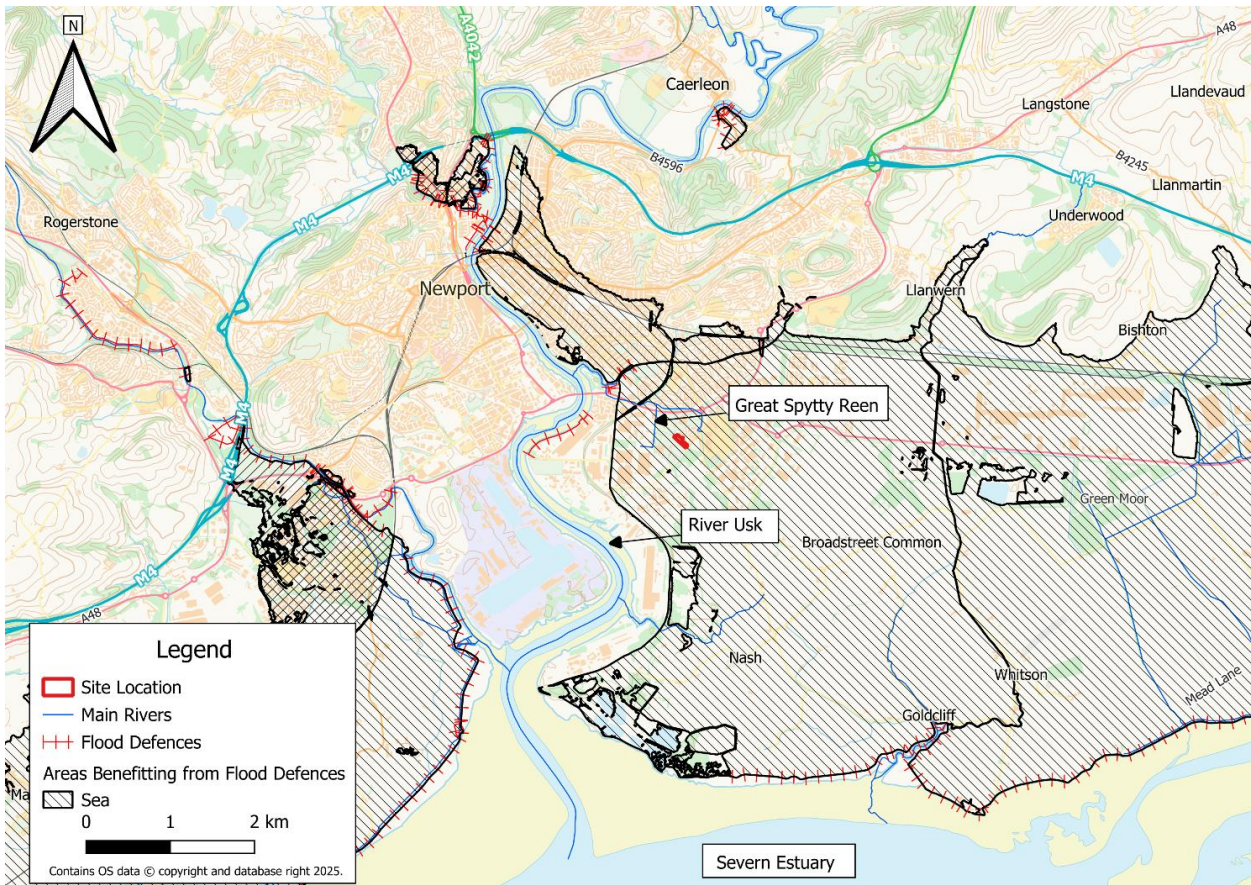 N
A4042
A48
Caerleon
Langstone
Llandevaud
B4596
B4245
M4
M4
Llanmartin
Rogerstone
M4
Underwood
Newport
Llanwern
Bishton
Great Spytty Reen
M4
M4
Green Moor
River Usk
Broadstreet Common
M4
A48
Nash
Whitson
Mead Lane
Goldcliff
Ma
Legend
Site Location
Main Rivers
Flood Defences
Areas Benefitting from Flood Defences
Sea
0 1 2 km
Contains OS data © copyright and database right 2025.
Severn Estuary